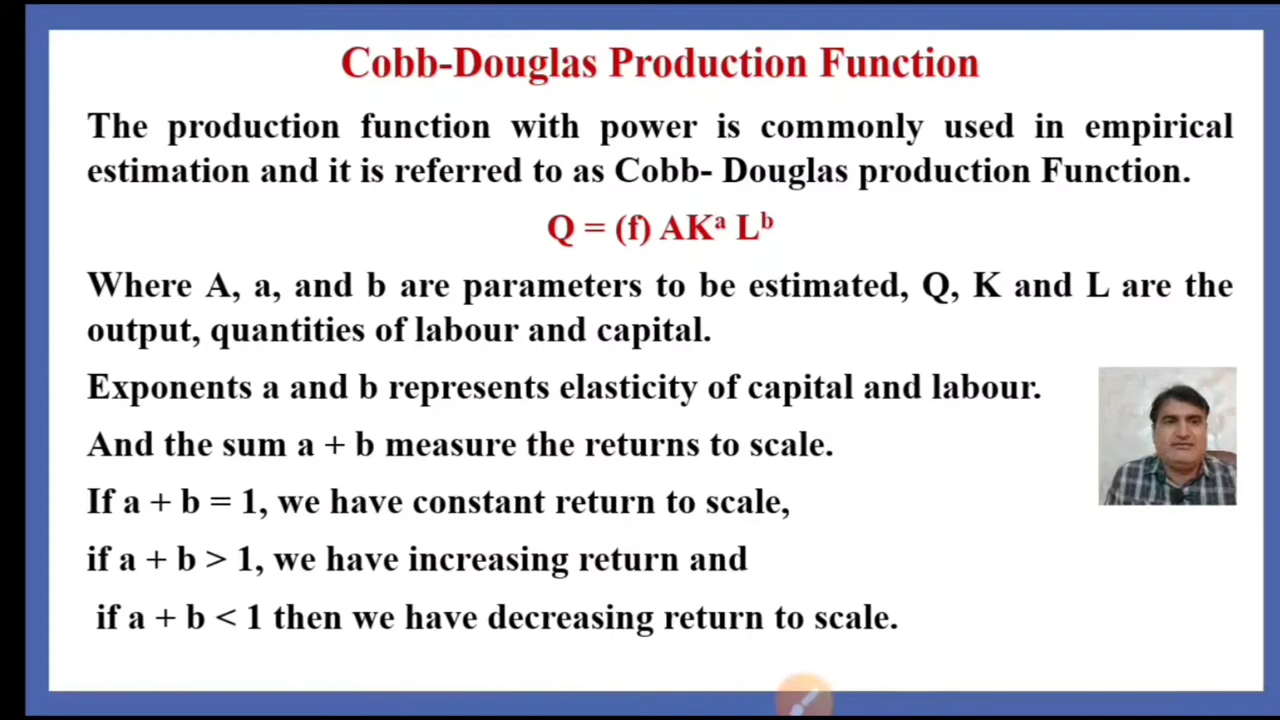 Cobb-Douglas Production Function
The production function with power is commonly used in empirical
estimation and it is referred to as Cobb- Douglas production Function.
Q = (f) AKᵃ Lᵇ
Where A, a, and b are parameters to be estimated, Q, K and L are the
output, quantities of labour and capital.
Exponents a and b represents elasticity of capital and labour.
And the sum a + b measure the returns to scale.
If a + b = 1, we have constant return to scale,
if a + b > 1, we have increasing return and
if a + b < 1 then we have decreasing return to scale.